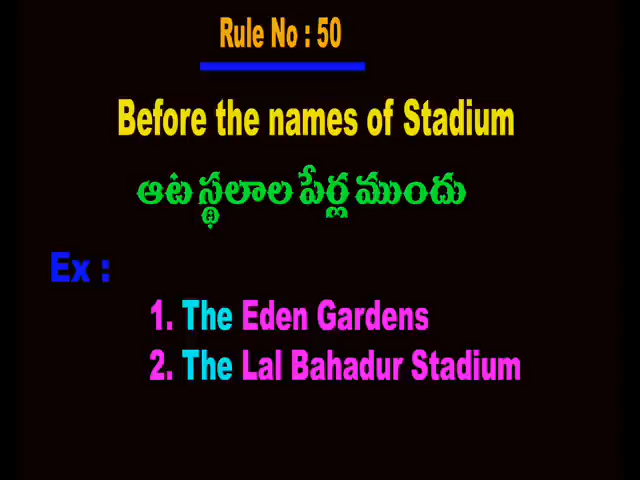 Rule No : 50
Before the names of Stadium
ఆట స్థలాల పేర్ల ముందు
Ex :
1. The Eden Gardens
2. The Lal Bahadur Stadium